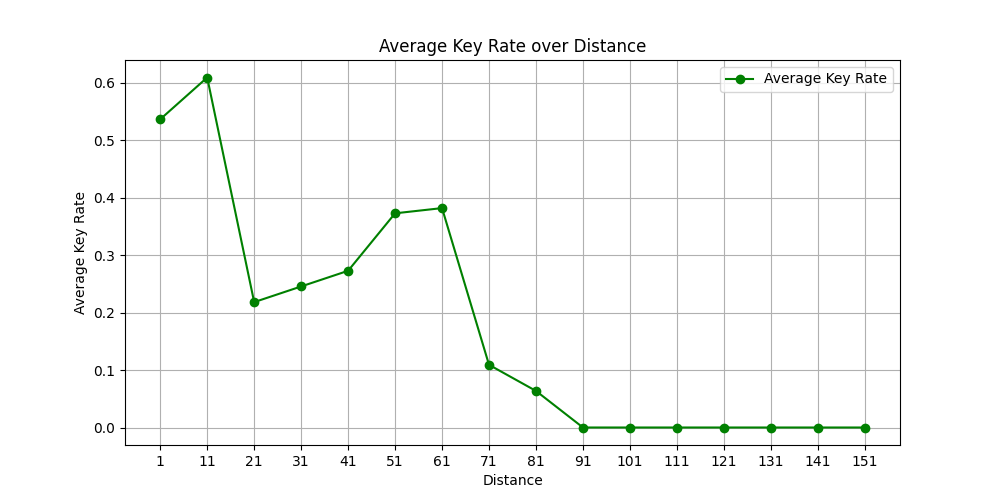 Average Key Rate over Distance
Average Key Rate
0.6
0.5
0.4
0.3
0.2
0.1
0.0
Average Key Rate
1 11 21 31 41 51 61 71 81 91 101 111 121 131 141 151
Distance